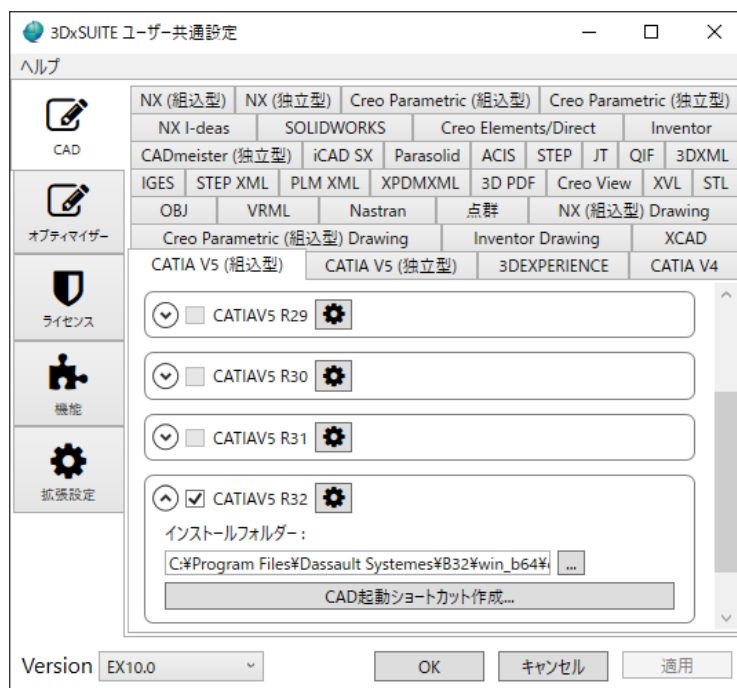 3DxSUITE ユーザー共通設定
ヘルプ
CAD
オプティマイザー
ライセンス
機能
拡張設定
NX (組込型) NX (独立型) Creo Parametric (組込型) Creo Parametric (独立型)
NX I-deas SOLIDWORKS Creo Elements/Direct Inventor
CADmeister (独立型) iCAD SX Parasolid ACIS STEP JT QIF 3DXML
IGES STEP XML PLM XML XPDMXML 3D PDF Creo View XVL STL
OBJ VRML Nastran 点群 NX (組込型) Drawing
Creo Parametric (組込型) Drawing Inventor Drawing XCAD
CATIA V5 (組込型) CATIA V5 (独立型) 3DEXPERIENCE CATIA V4
CATIAV5 R29
CATIAV5 R30
CATIAV5 R31
CATIAV5 R32
インストールフォルダー :
C:¥Program Files¥Dassault Systemes¥B32¥win_b64¥ ...
CAD起動ショートカット作成...
Version EX10.0 OK キャンセル 適用